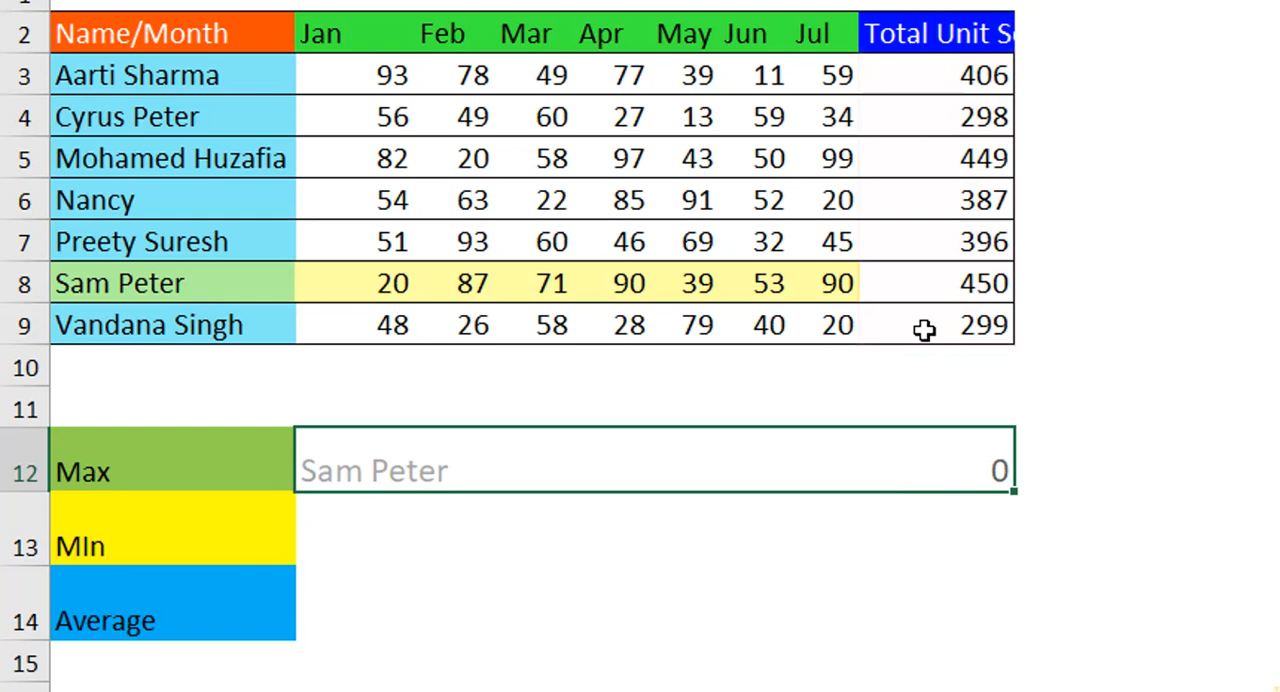 2 Name/Month Jan Feb Mar Apr May Jun Jul Total Unit S
3 Aarti Sharma 93 78 49 77 39 11 59 406
4 Cyrus Peter 56 49 60 27 13 59 34 298
5 Mohamed Huzafia 82 20 58 97 43 50 99 449
6 Nancy 54 63 22 85 91 52 20 387
7 Preety Suresh 51 93 60 46 69 32 45 396
8 Sam Peter 20 87 71 90 39 53 90 450
9 Vandana Singh 48 26 58 28 79 40 20 299
10
11
12 Max Sam Peter 0
13 MIn
14 Average
15